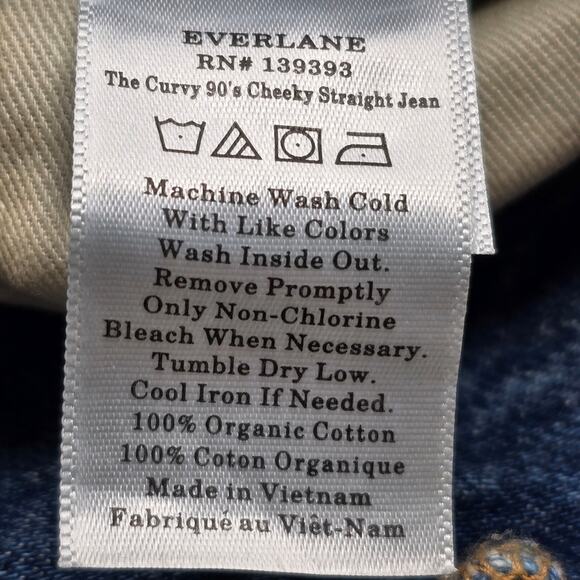 EVERLANE
RN# 139393
The Curvy 90's Cheeky Straight Jean
Machine Wash Cold
With Like Colors
Wash Inside Out.
Remove Promptly
Only Non-Chlorine
Bleach When Necessary.
Tumble Dry Low.
Cool Iron If Needed.
100% Organic Cotton
100% Coton Organique
Made in Vietnam
Fabriqué au Viêt-Nam